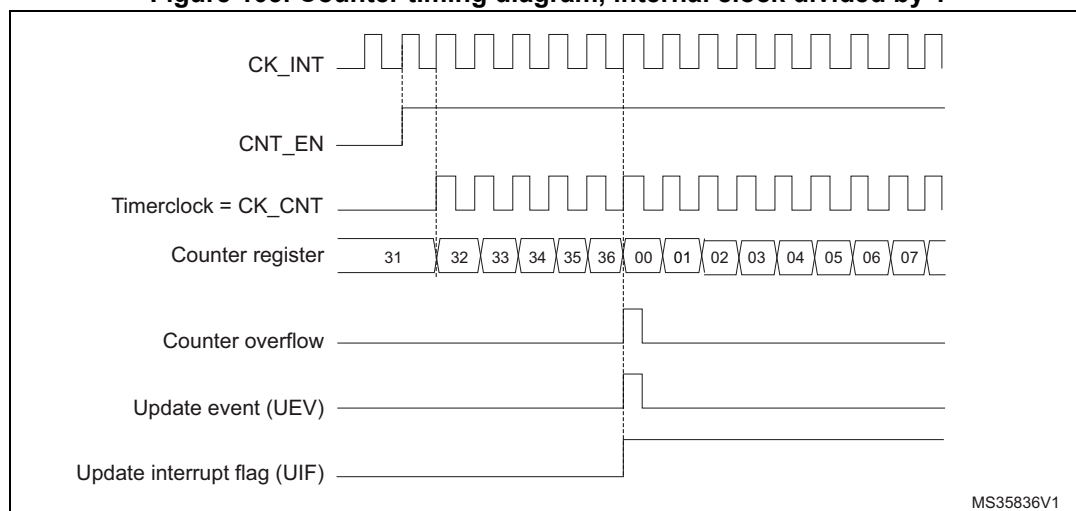 Figure Counter timing diagram, internal clock divided by
CK_INT
CNT_EN
Timerclock = CK_CNT
Counter register 31 32 33 34 35 36 00 01 02 03 04 05 06 07
Counter overflow
Update event (UEV)
Update interrupt flag (UIF)
MS35836V1